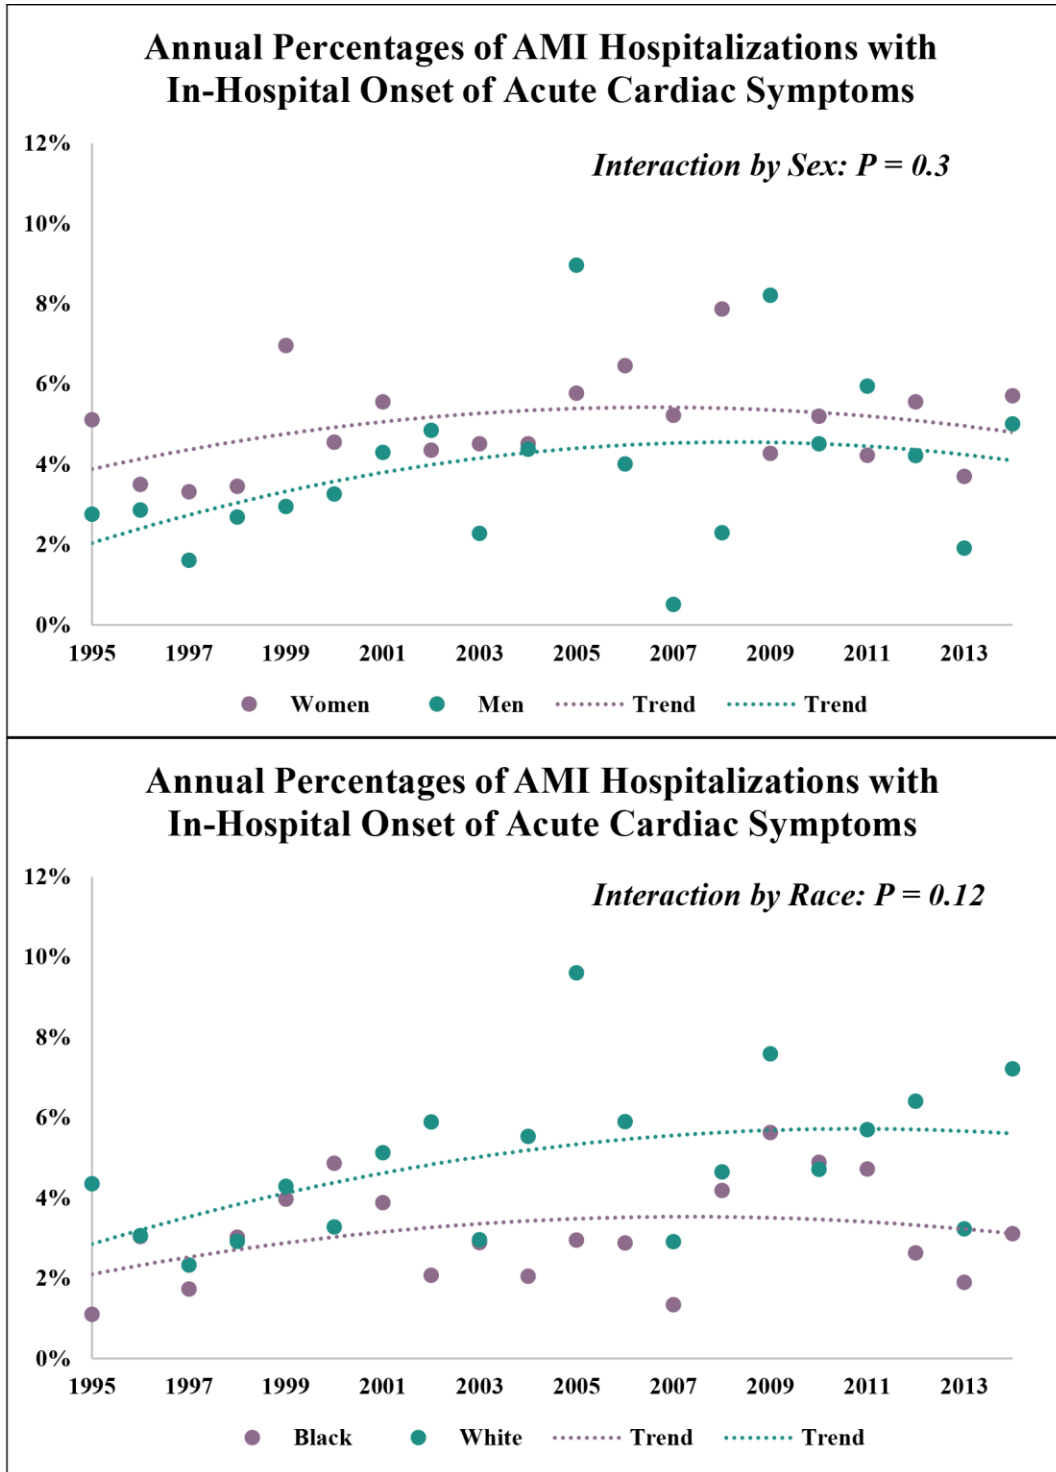 Annual Percentages of AMI Hospitalizations with
In-Hospital Onset of Acute Cardiac Symptoms
12%
Interaction by Sex: P = 0.3
10%
8%
6%
4%
2%
0%
1995 1997 1999 2001 2003 2005 2007 2009 2011 2013
Women Men Trend Trend
Annual Percentages of AMI Hospitalizations with
In-Hospital Onset of Acute Cardiac Symptoms
12%
Interaction by Race: P = 0.12
10%
8%
6%
4%
2%
0%
1995 1997 1999 2001 2003 2005 2007 2009 2011 2013
Black White Trend Trend